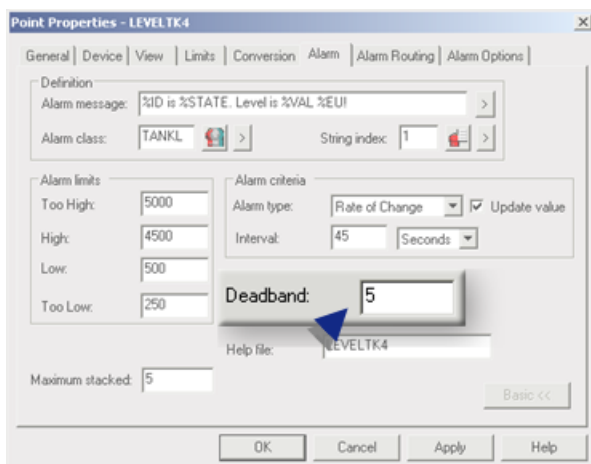 Point Properties - LEVELTK4
General Device View Limits Conversion Alarm Alarm Routing Alarm Options
Definition
Alarm message: %ID is %STATE. Level is %VAL %EU!
Alarm class: TANKL String index: 1
Alarm limits
Too High: 5000
High: 4500
Low: 500
Too Low: 250
Alarm criteria
Alarm type: Rate of Change Update value
Interval: 45 Seconds
Deadband: 5
Help file: LEVELTK4
Maximum stacked: 5
Basic <<
OK Cancel Apply Help